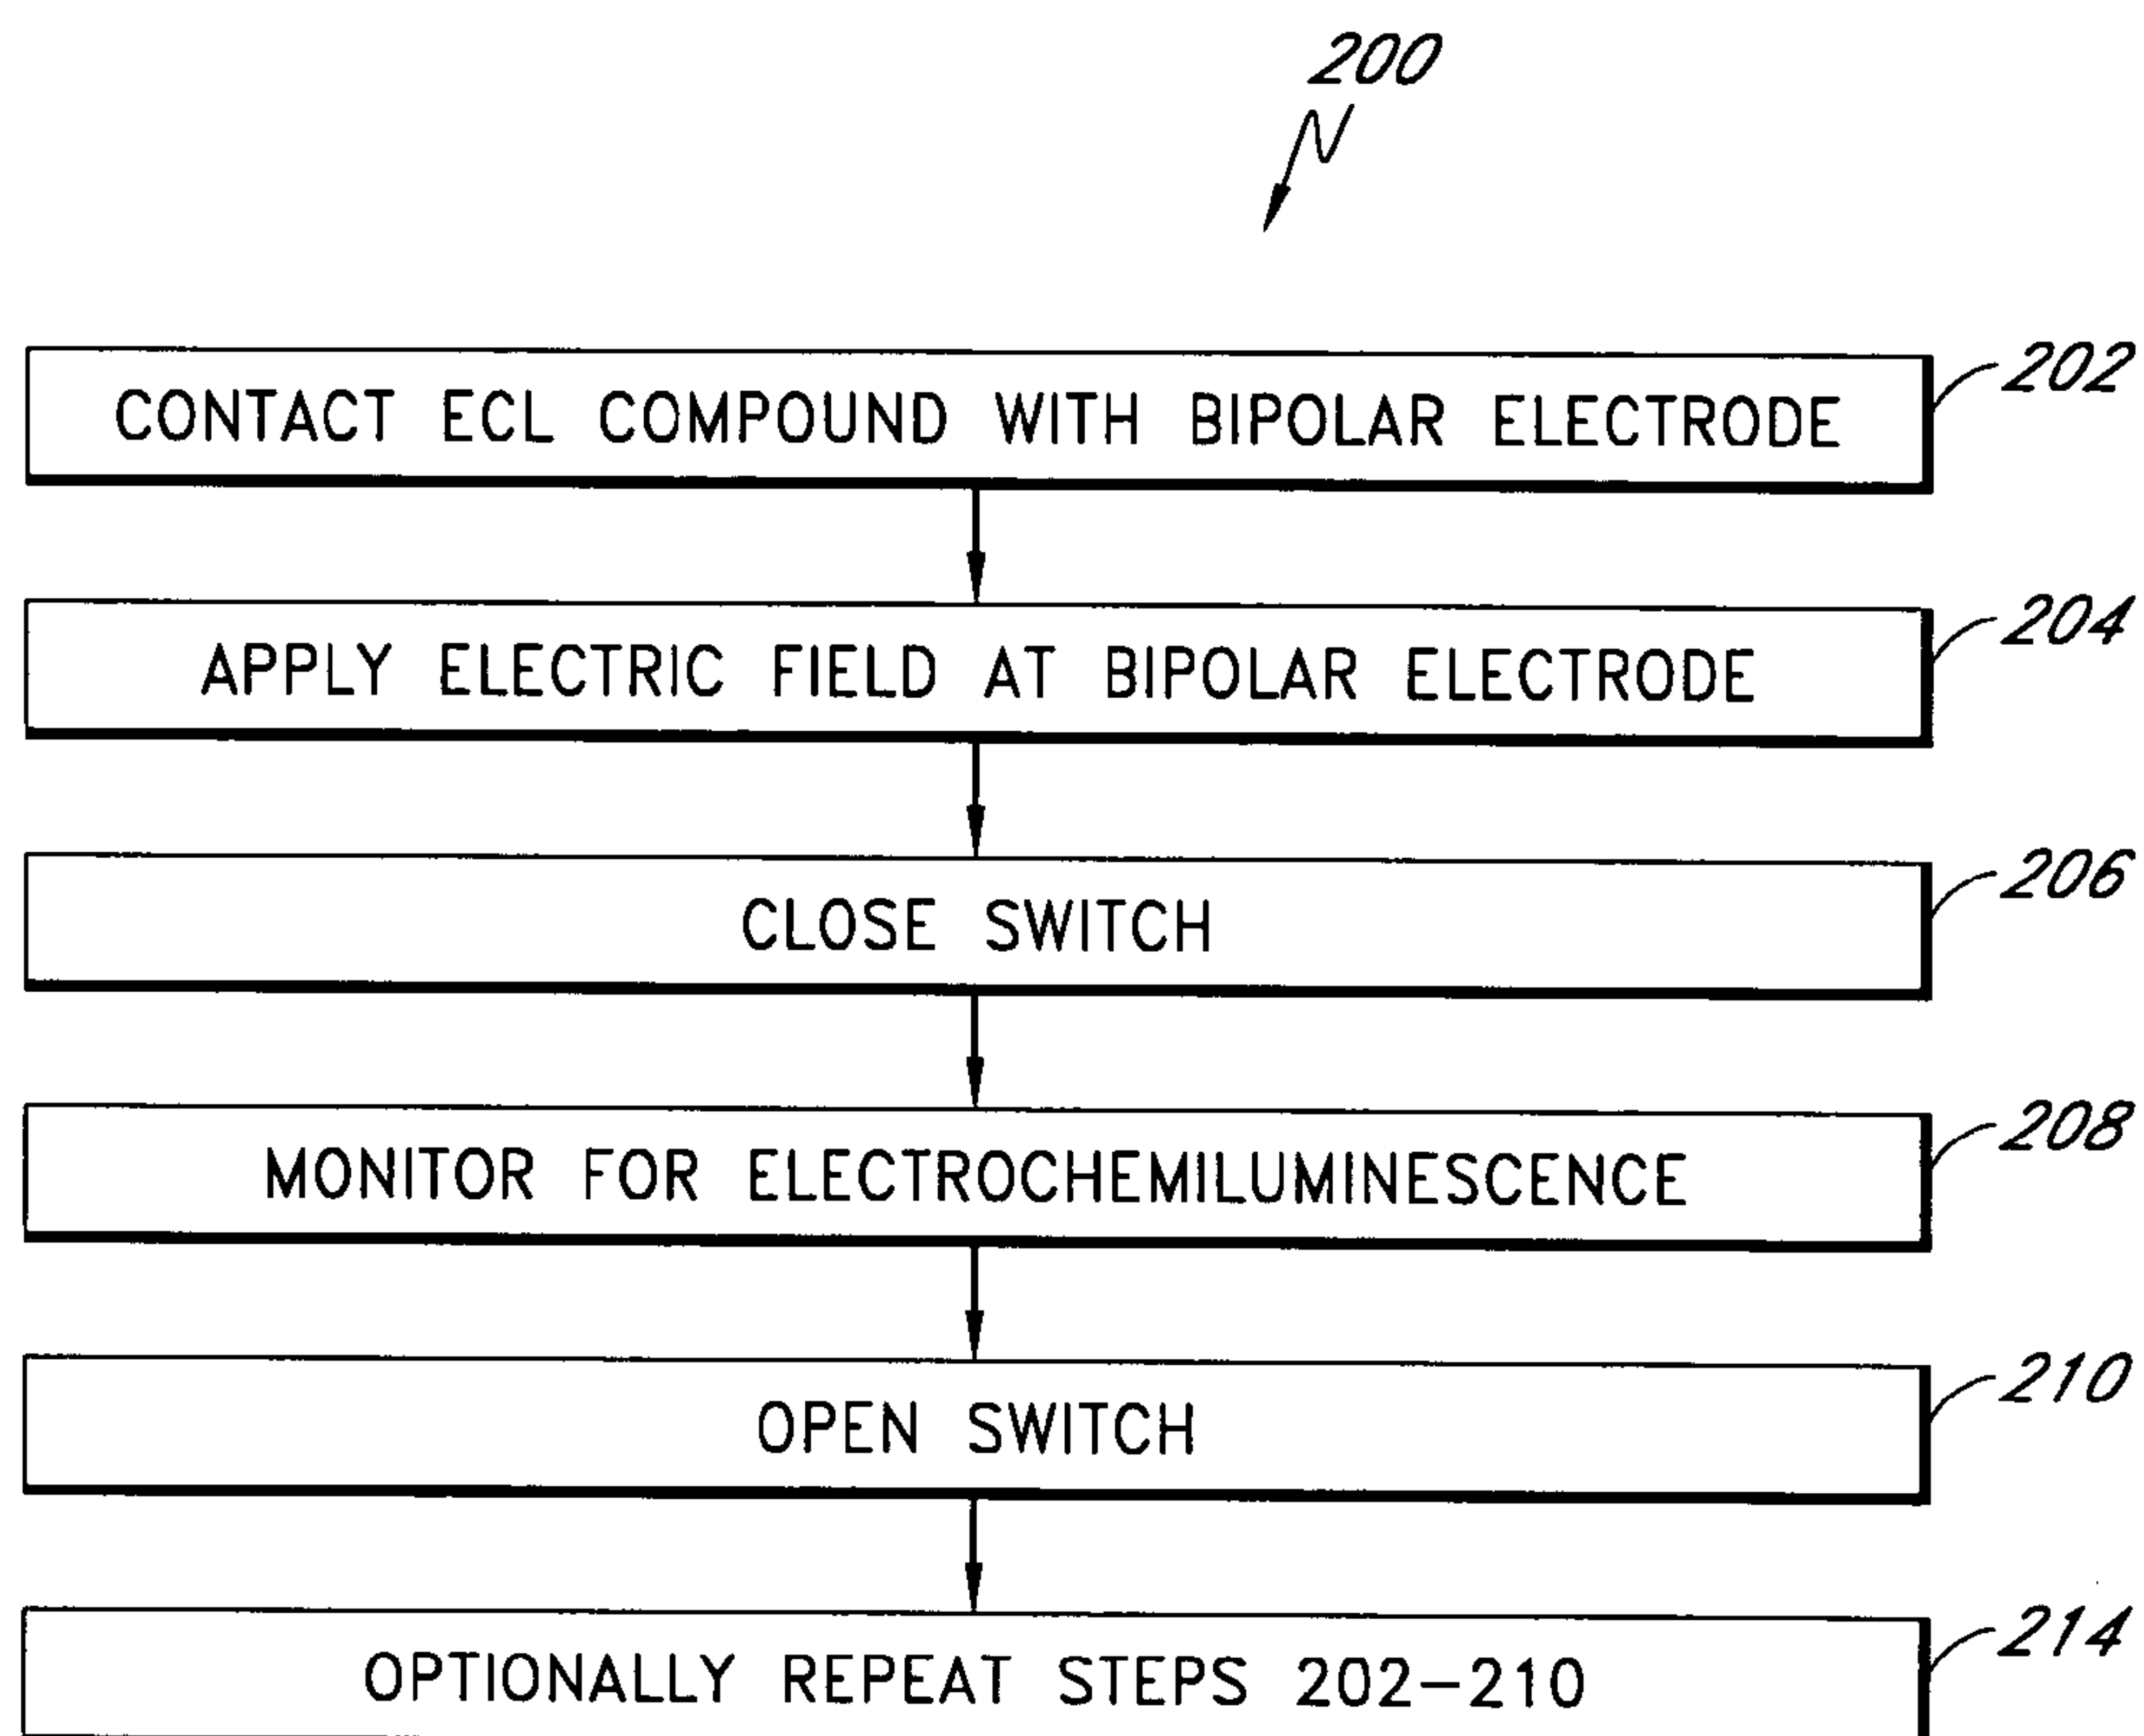 200
CONTACT ECL COMPOUND WITH BIPOLAR ELECTRODE
202
APPLY ELECTRIC FIELD AT BIPOLAR ELECTRODE
204
CLOSE SWITCH
206
MONITOR FOR ELECTROCHEMILUMINESCENCE
208
OPEN SWITCH
210
OPTIONALLY REPEAT STEPS 202-210
214